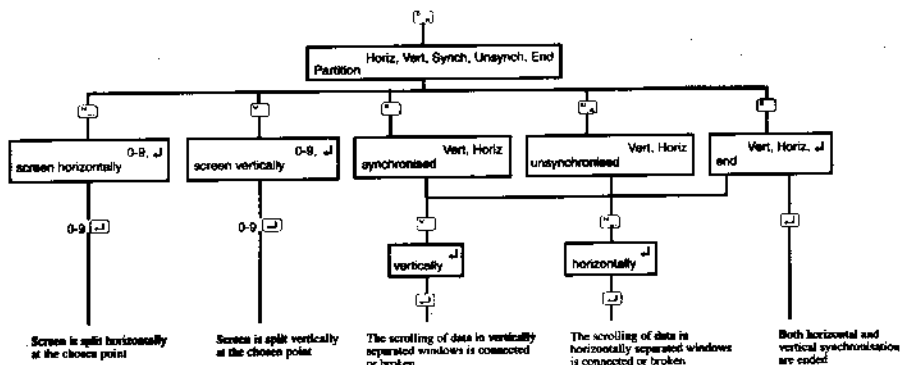 Horiz, Vert, Synch, Unsynch, End
Partition
0-9, ↵
screen horizontally
0-9, ↵
screen vertically
Vert, Horiz
synchronised
Vert, Horiz
unsynchronised
Vert, Horiz, ↵
end
0-9, ↵
0-9, ↵
vertically ↵
horizontally ↵
Screen is split horizontally
at the chosen point
Screen is split vertically
at the chosen point
The scrolling of data in vertically
separated windows is connected
or broken
The scrolling of data in
horizontally separated windows
is connected or broken
Both horizontal and
vertical synchronisation
are ended